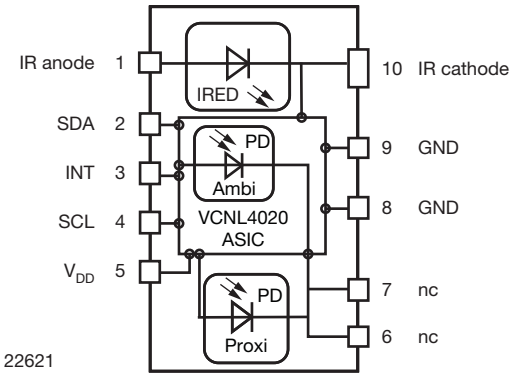 IR anode 1
10 IR cathode
IRED
SDA 2
PD
9 GND
INT 3
Ambi
SCL 4
VCNL4020
ASIC
8 GND
VDD 5
7 nc
PD
Proxi
6 nc
22621